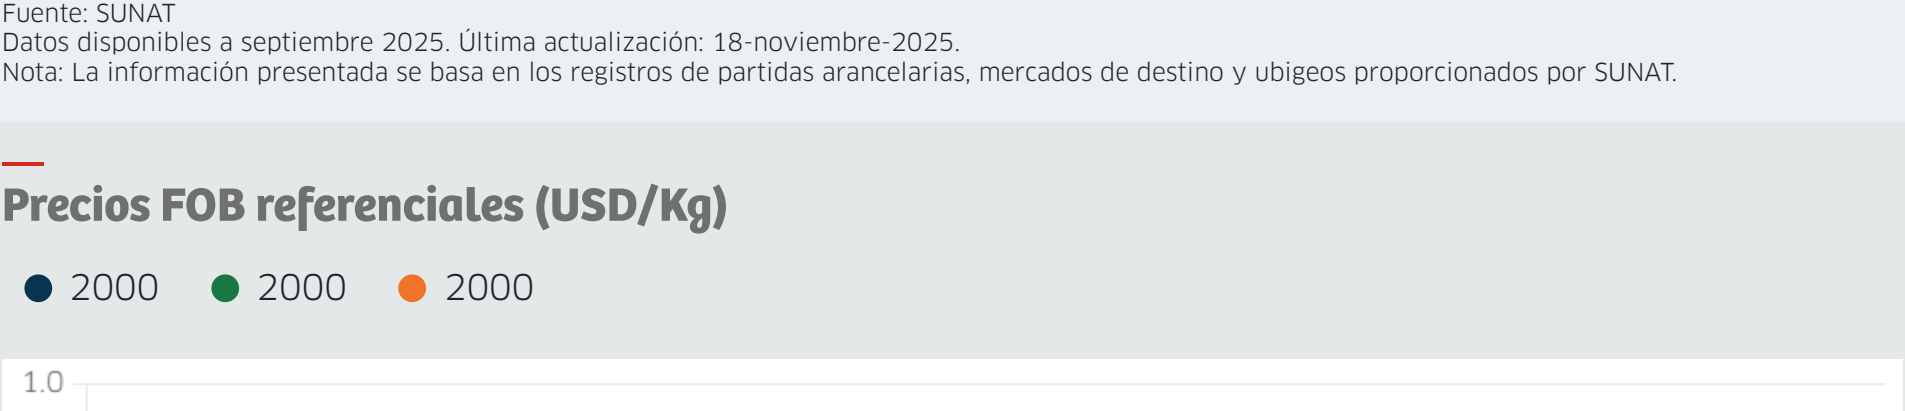 Fuente: SUNAT
Datos disponibles a septiembre 2025. Última actualización: 18-noviembre-2025.
Nota: La información presentada se basa en los registros de partidas arancelarias, mercados de destino y ubigeos proporcionados por SUNAT.
Precios FOB referenciales (USD/Kg)
2000 2000 2000
1.0